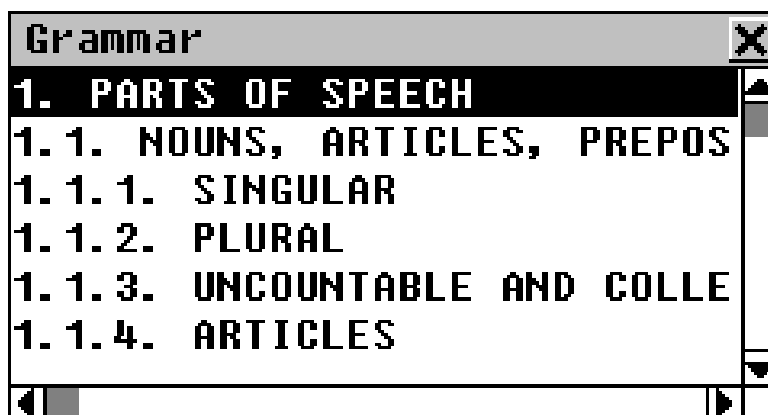 Grammar
1. PARTS OF SPEECH
1.1. NOUNS, ARTICLES, PREPOS
1.1.1. SINGULAR
1.1.2. PLURAL
1.1.3. UNCOUNTABLE AND COLLE
1.1.4. ARTICLES